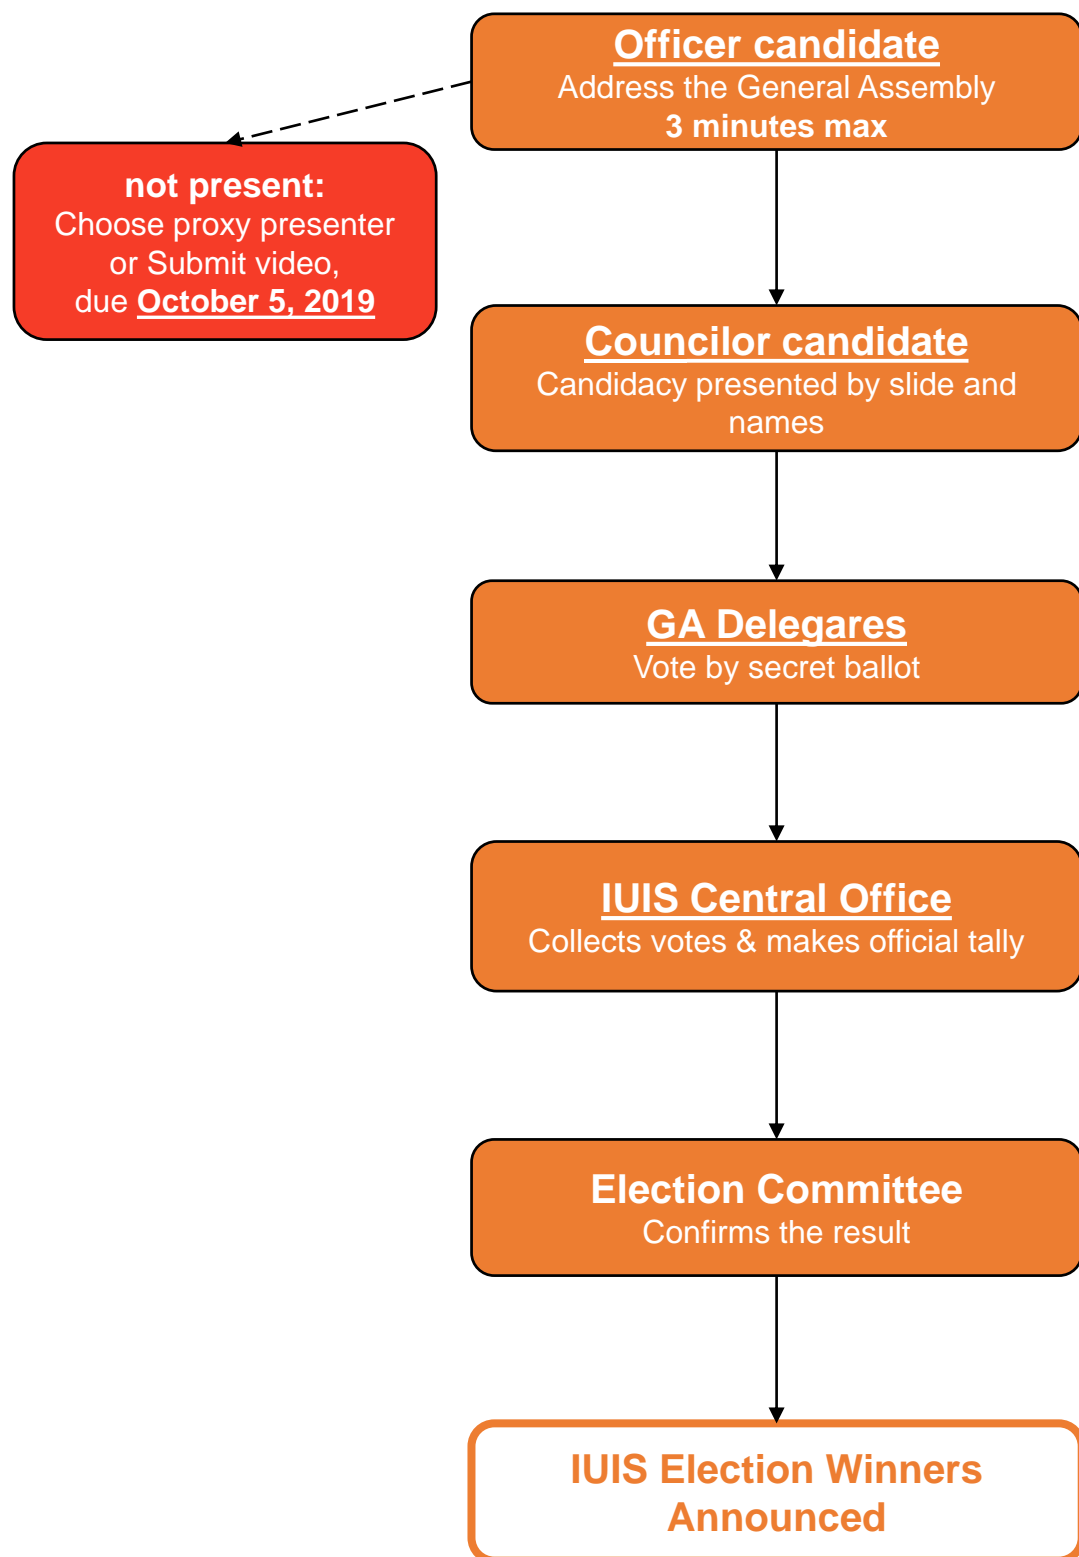 Officer candidate
Address the General Assembly
3 minutes max
not present:
Choose proxy presenter
or Submit video,
due October 5, 2019
Councilor candidate
Candidacy presented by slide and
names
GA Delegares
Vote by secret ballot
IUIS Central Office
Collects votes & makes official tally
Election Committee
Confirms the result
IUIS Election Winners
Announced